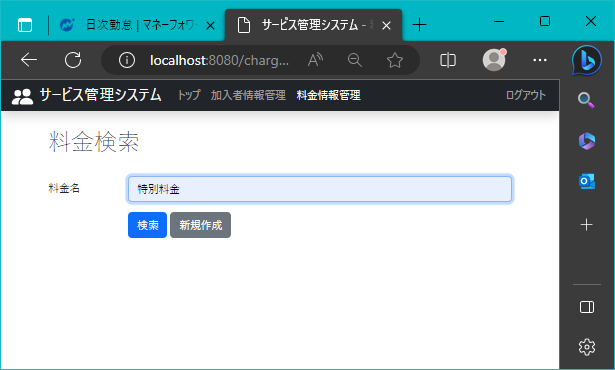 日次勤怠 | マネーフォワ
サービス管理システム -
localhost:8080/charg...
サービス管理システム トップ 加入者情報管理 料金情報管理 ログアウト
料金検索
料金名 特別料金
検索 新規作成